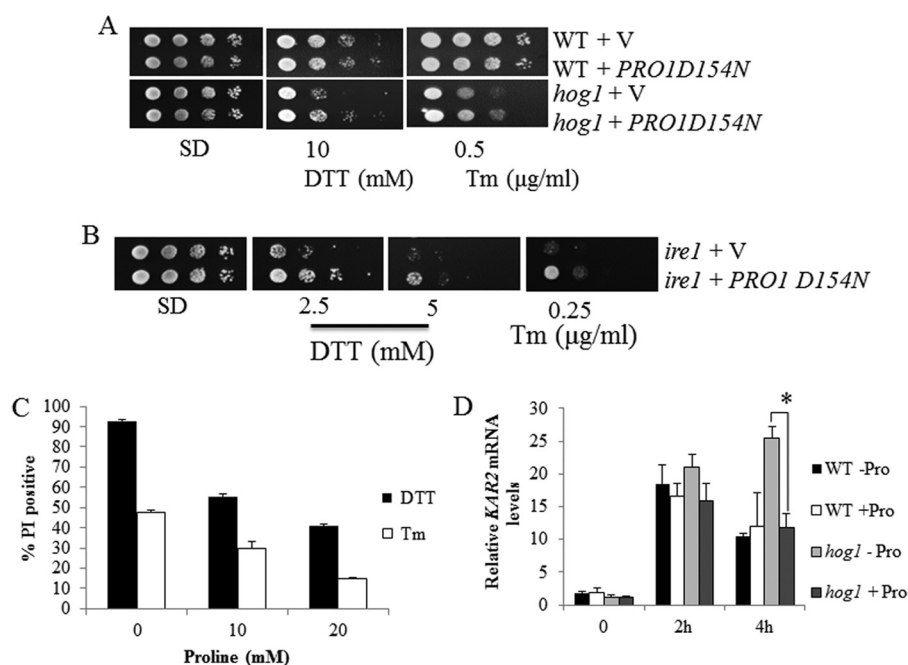 A
WT + V
WT + PRO1D154N
hog1 + V
hog1 + PRO1D154N
SD
10
0.5
DTT (mM)
Tm (µg/ml)
B
ire1 + V
ire1 + PRO1 D154N
SD
2.5
5
0.25
DTT (mM)
Tm (µg/ml)
C
% PI positive
100
90
80
70
60
50
40
30
20
10
0
0
10
20
Proline (mM)
DTT
Tm
D
Relative KAR2 mRNA
levels
30
25
20
15
10
5
0
*
0
2h
4h
WT -Pro
WT +Pro
hog1 - Pro
hog1 + Pro